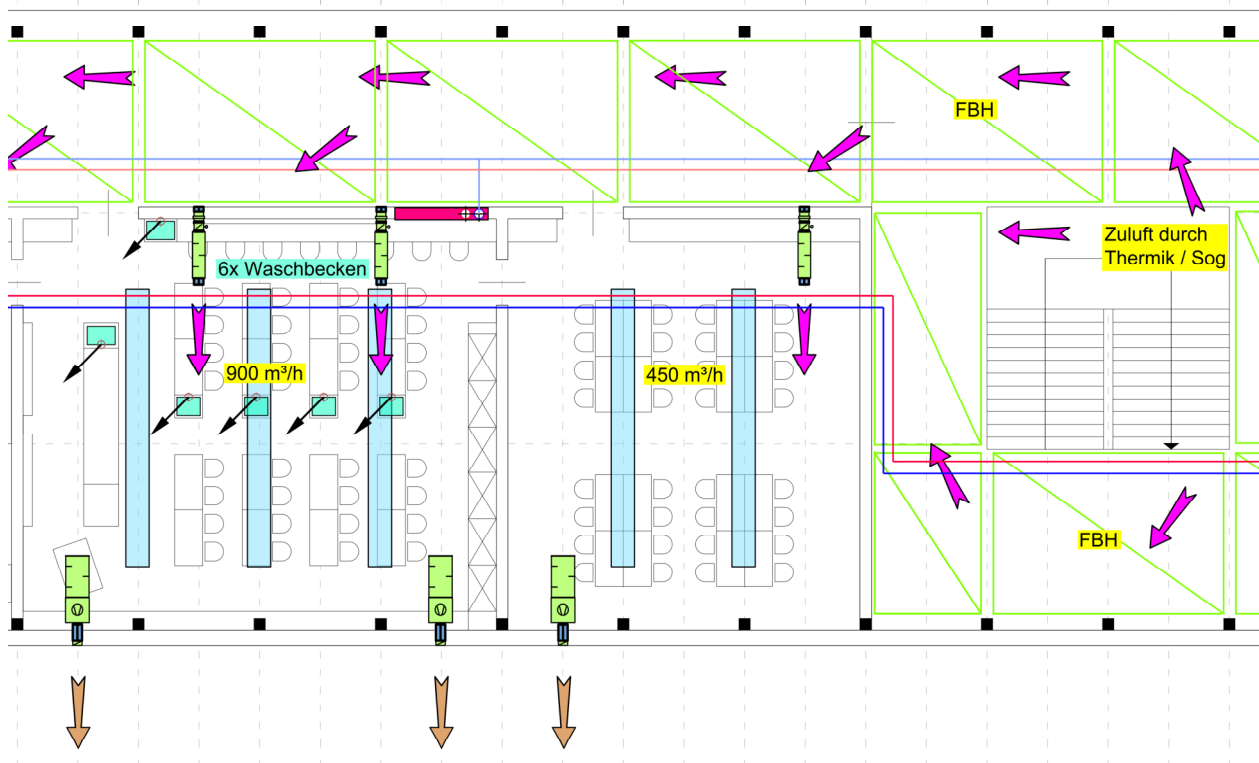 FBH
Zuluft durch
Thermik / Sog
6x Waschbecken
900 m³/h
450 m³/h
FBH